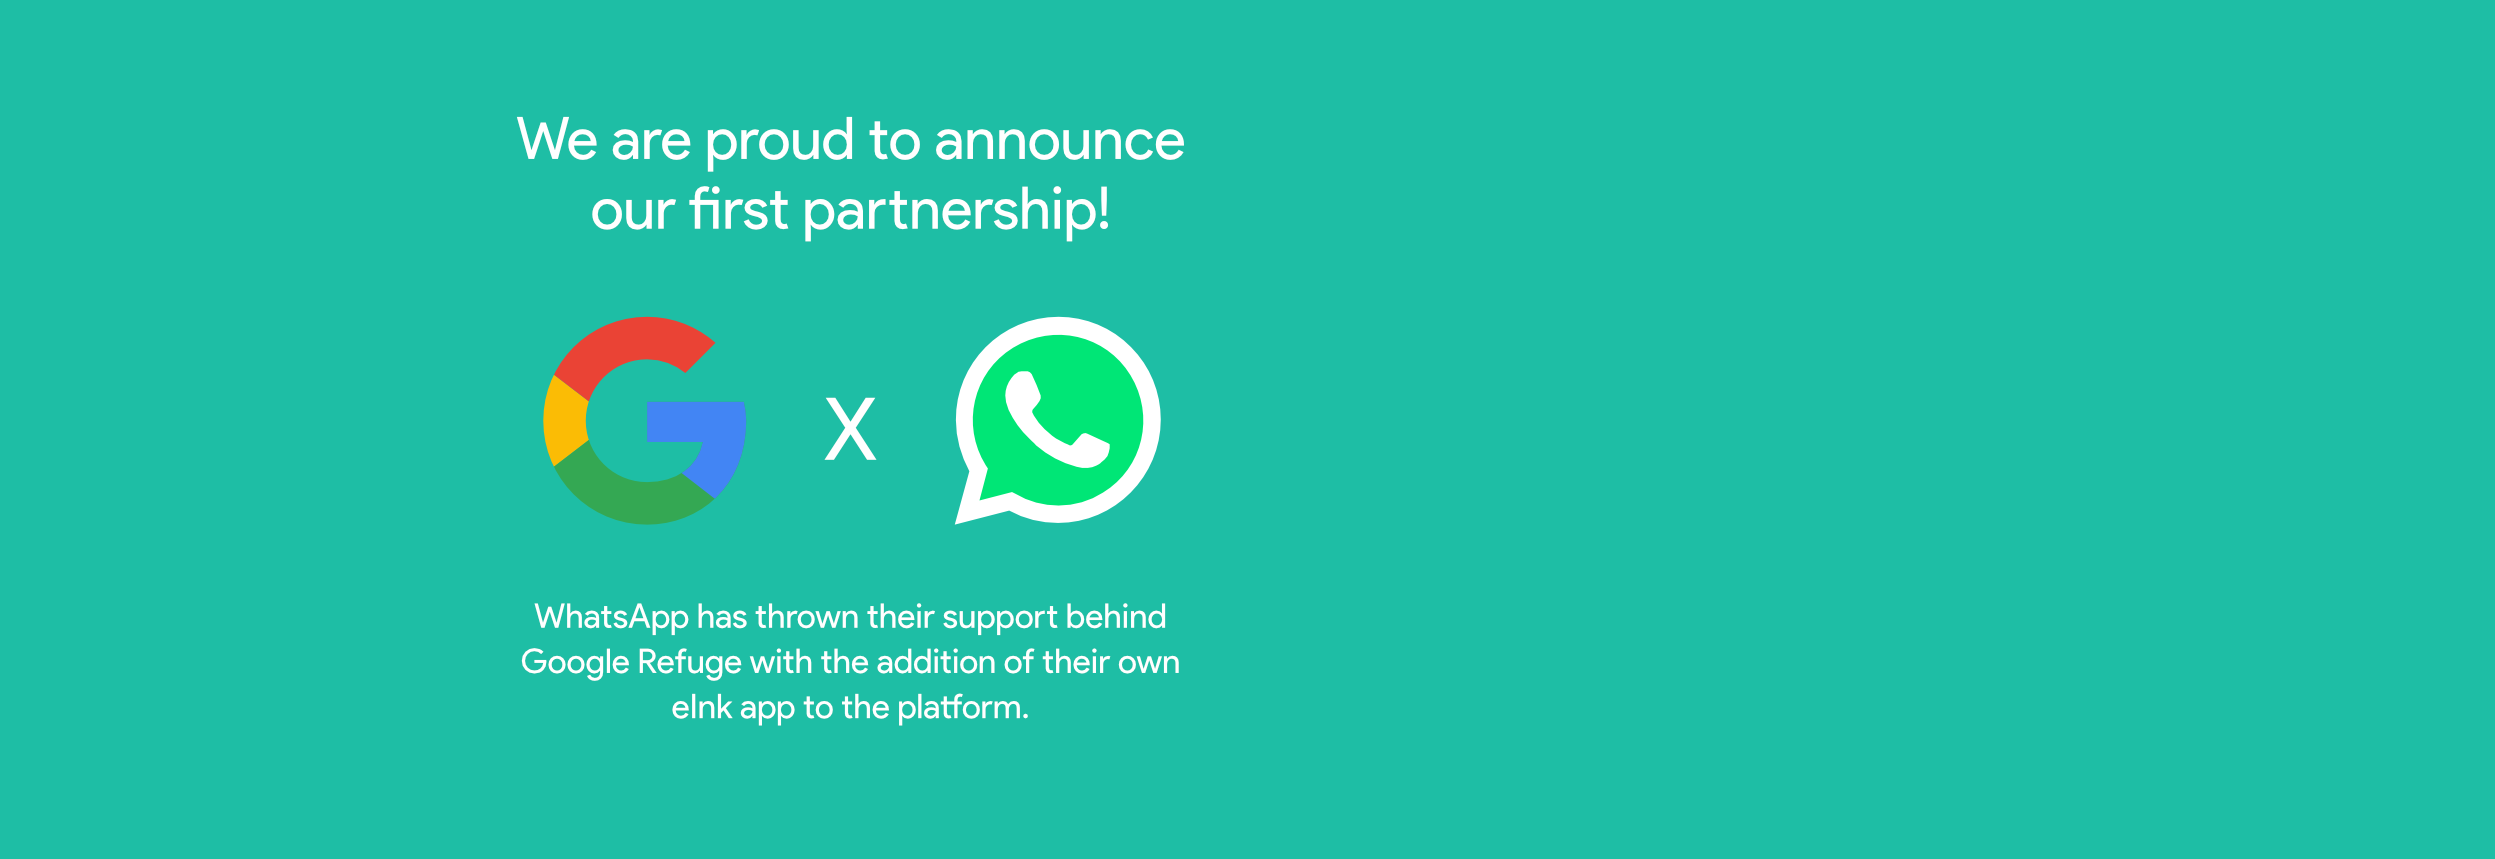 We are proud to announce
our first partnership!
X
WhatsApp has thrown their support behind
Google Refuge with the addition of their own
eInk app to the platform.